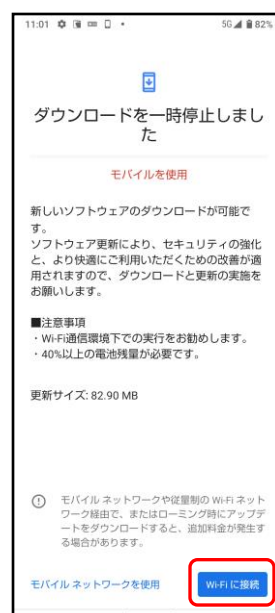 11:01 5G 82%
ダウンロードを一時停止しまし
た
モバイルを使用
新しいソフトウェアのダウンロードが可能で
す。
ソフトウェア更新により、セキュリティの強化
と、より快適にご利用いただくための改善が適
用されますので、ダウンロードと更新の実施を
お願いします。
■注意事項
・Wi-Fi通信環境下での実行をお勧めします。
・40%以上の電池残量が必要です。
更新サイズ: 82.90 MB
モバイル ネットワークや従量制の Wi-Fi ネット
ワーク経由で、またはローミング時にアップデ
ートをダウンロードすると、追加料金が発生す
る場合があります。
モバイル ネットワークを使用 Wi-Fi に接続